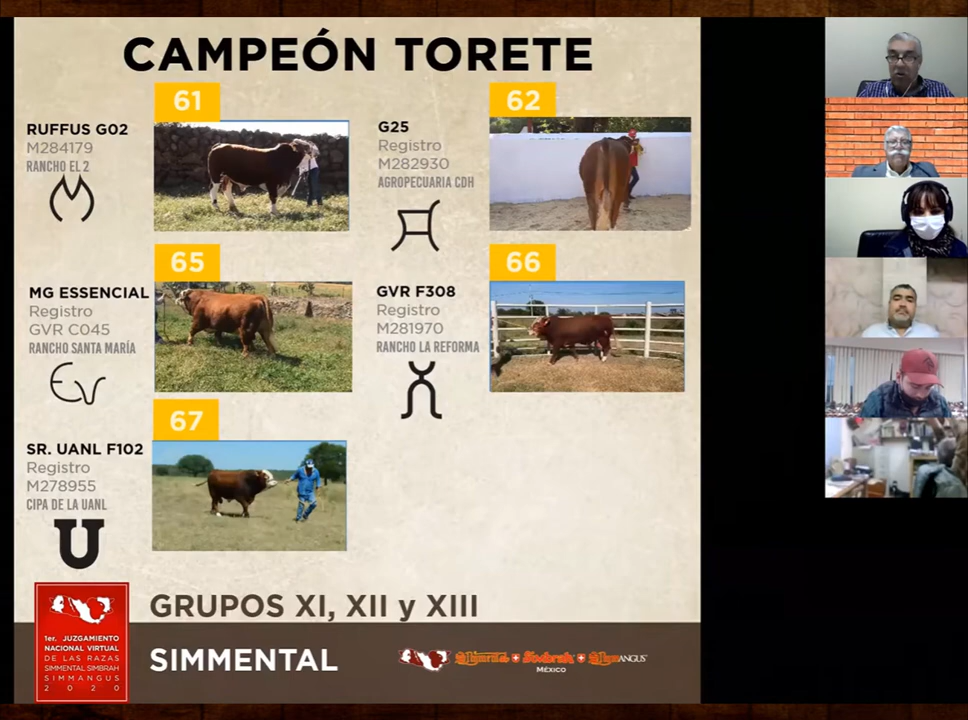 CAMPEÓN TORETE
61
RUFFUS G02
M284179
RANCHO EL 2
62
G25
Registro
M282930
AGROPECUARIA CDH
65
MG ESSENCIAL
Registro
GVR C045
RANCHO SANTA MARÍA
66
GVR F308
Registro
M281970
RANCHO LA REFORMA
67
SR. UANL F102
Registro
M278955
CIPA DE LA UANL
U
GRUPOS XI, XII y XIII
SIMMENTAL
1er. JUZGAMIENTO
NACIONAL VIRTUAL
DE LAS RAZAS
SIMMENTAL SIMBRAH
SIMMANGUS
2020
Simmental + Simbrah + SimmANGUS
MÉXICO